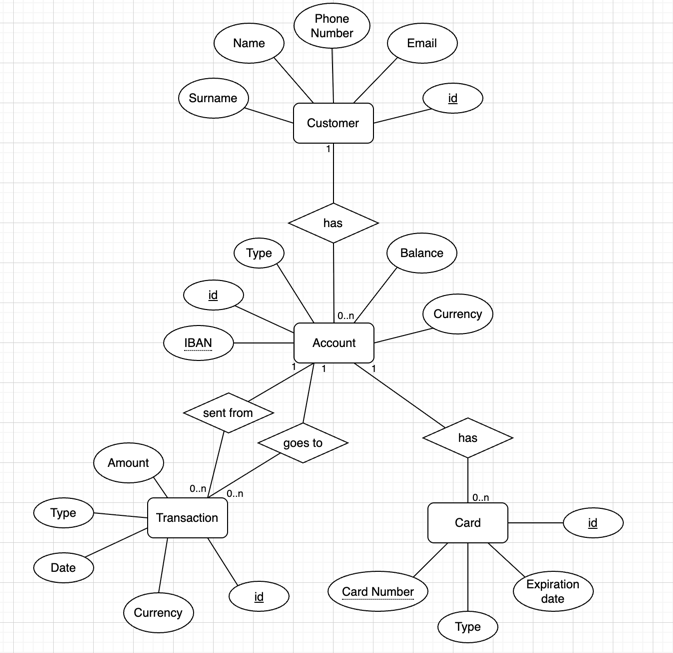 Phone
Number
Name
Email
Surname
id
Customer
1
has
Type
Balance
id
0..n
Currency
IBAN
Account
1
1
1
sent from
goes to
has
Amount
0..n
0..n
0..n
Type
Transaction
Card
id
Date
Card Number
Expiration
date
Currency
id
Type